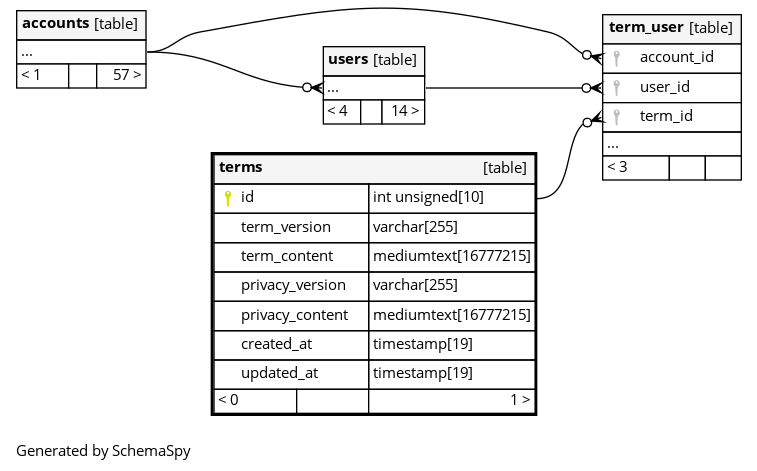 accounts [table]
...
< 1 57 >
users [table]
...
< 4 14 >
term_user [table]
account_id
user_id
term_id
...
< 3
terms [table]
id int unsigned[10]
term_version varchar[255]
term_content mediumtext[16777215]
privacy_version varchar[255]
privacy_content mediumtext[16777215]
created_at timestamp[19]
updated_at timestamp[19]
< 0 1 >
Generated by SchemaSpy